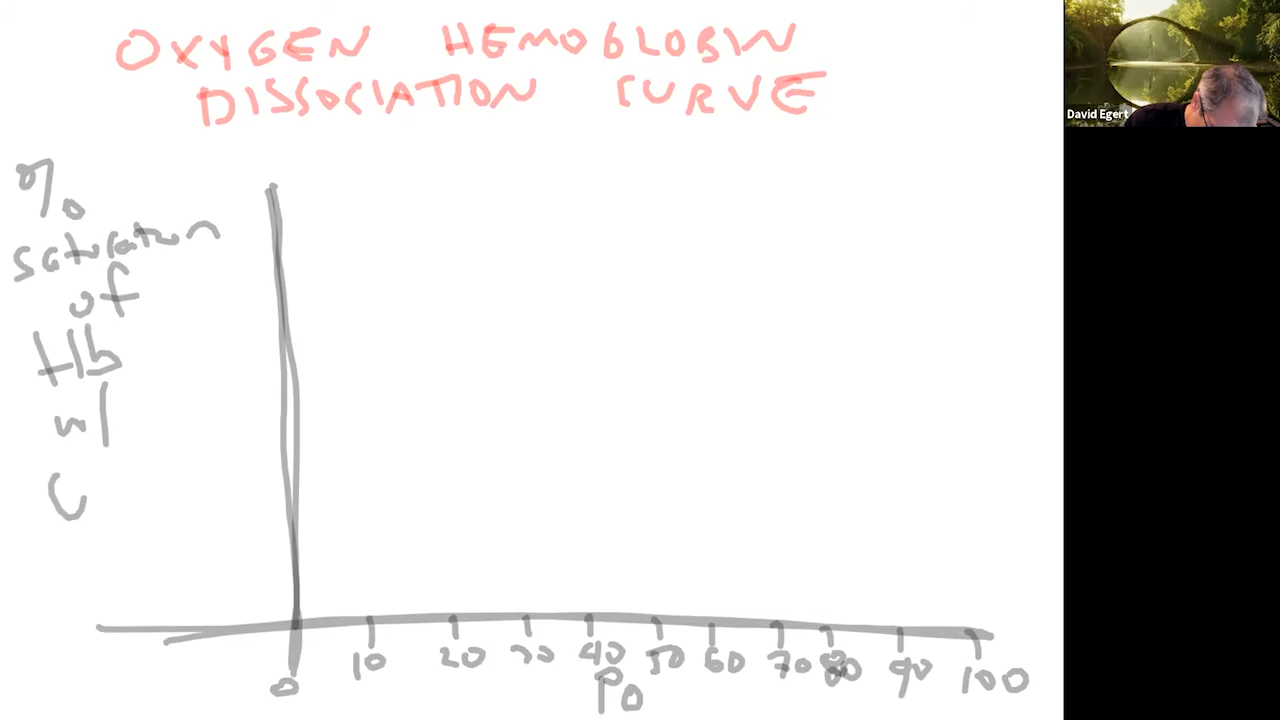 OXYGEN HEMOGLOBIN
DISSOCIATION CURVE
David Egert
%
saturation
of
Hb
w/
0 10 20 30 40 50 60 70 80 90 100
PO